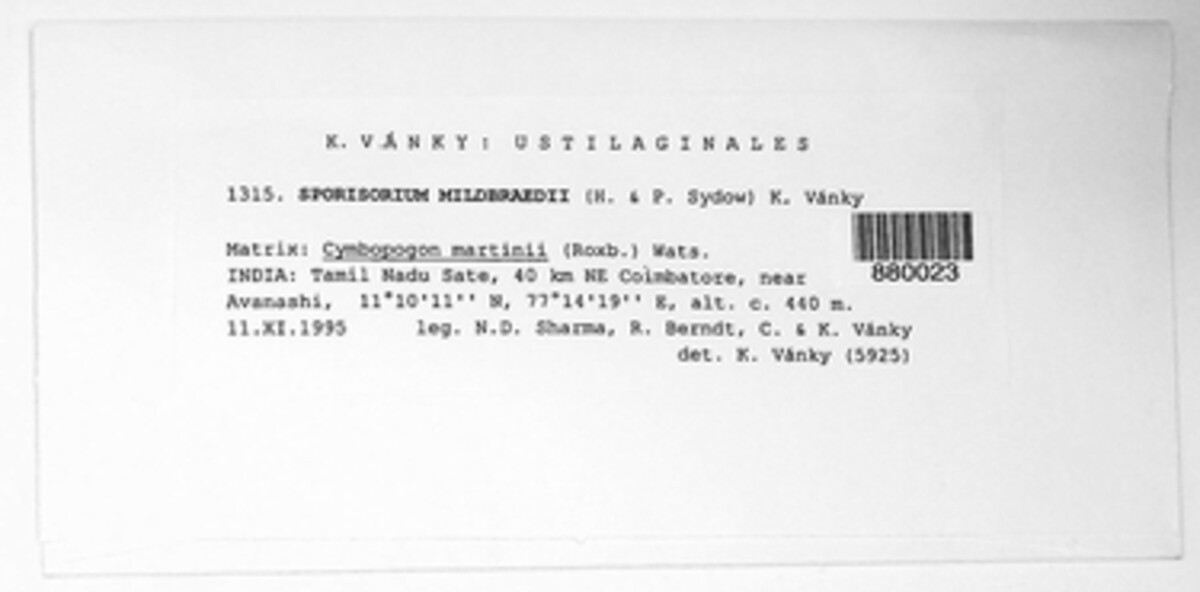 K. VÁNKY: USTILAGINALES
1315. SPORISORIUM MILDBRAEDII (H. & P. Sydow) K. Vánky
Matrix: Cymbopogon martinii (Roxb.) Wats.
INDIA: Tamil Nadu Sate, 40 km NE Coimbatore, near
Avanashi, 11°10'11'' N, 77°14'19'' E, alt. c. 440 m.
11.XI.1995 leg. N.D. Sharma, R. Berndt, C. & K. Vánky
det. K. Vánky (5925)
880023